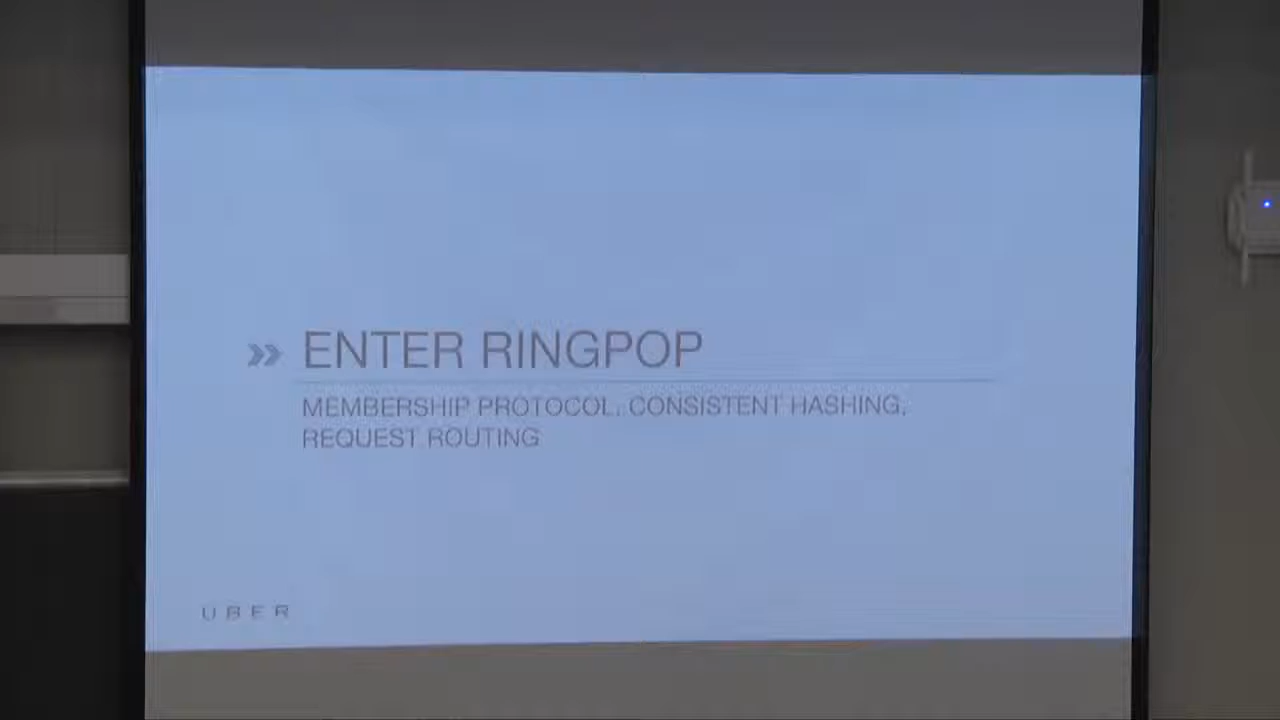 » ENTER RINGPOP
MEMBERSHIP PROTOCOL, CONSISTENT HASHING,
REQUEST ROUTING
UBER